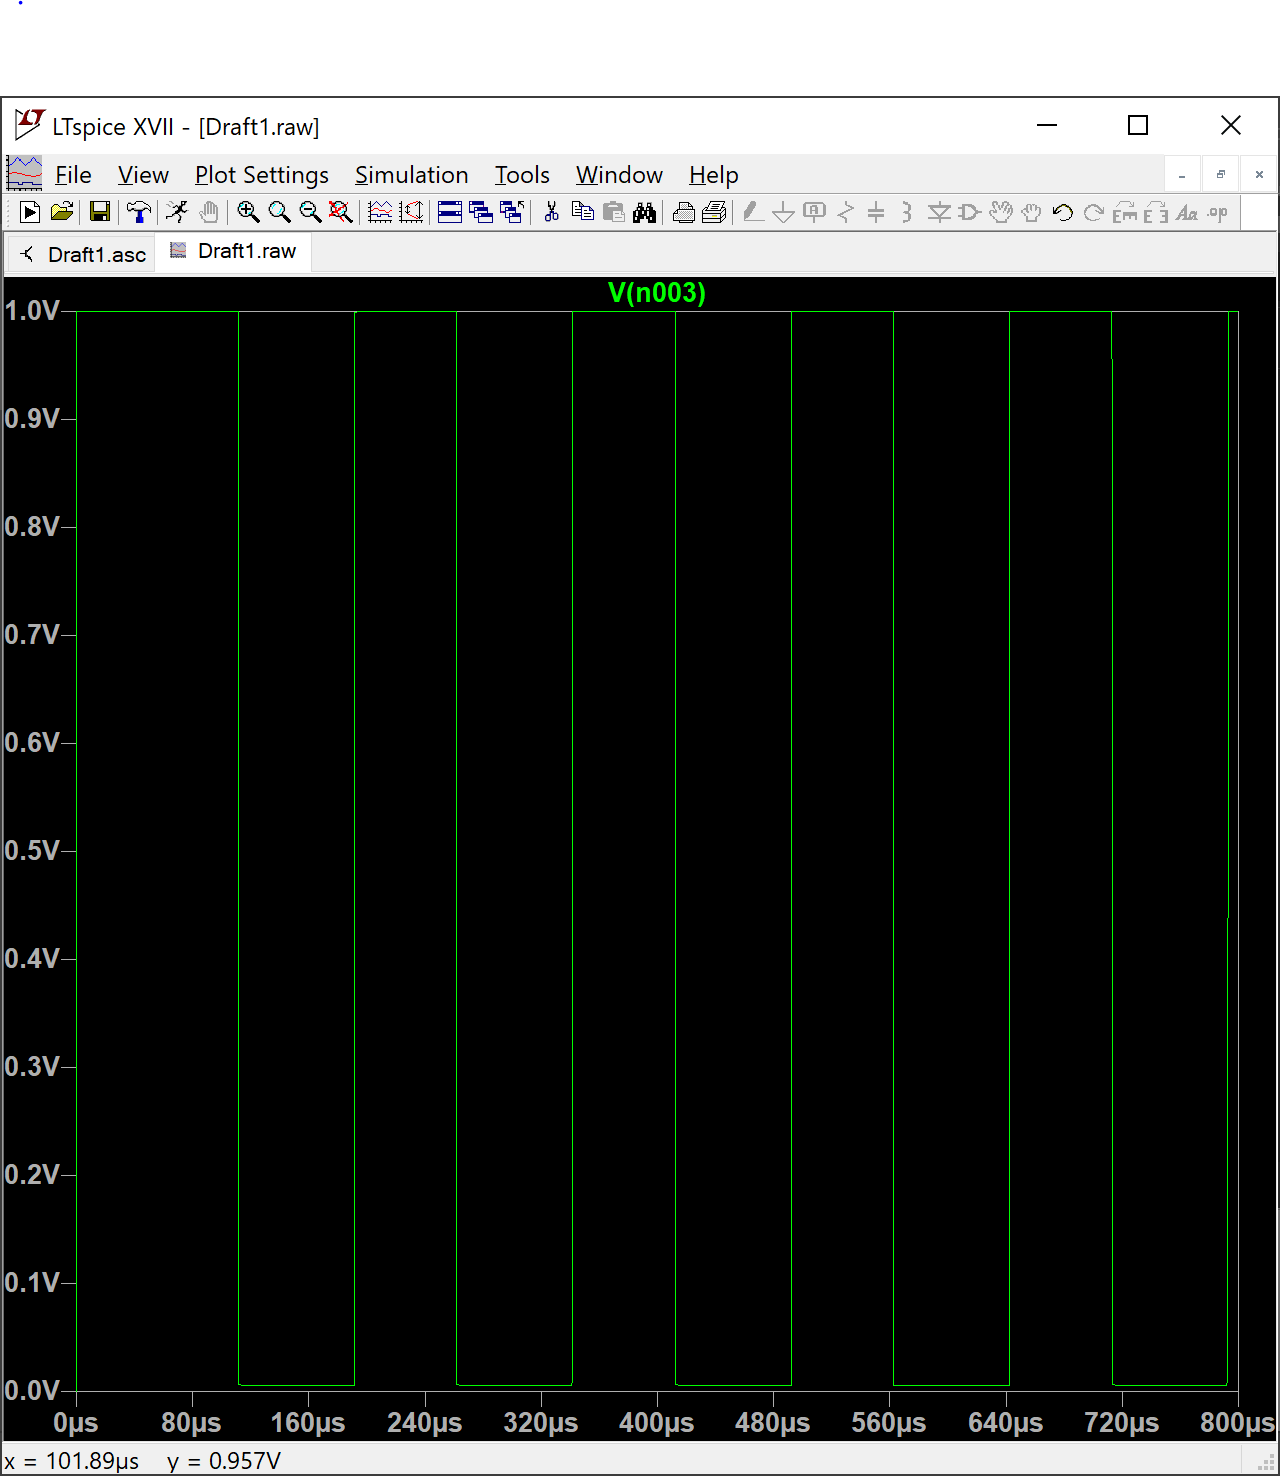 LTspice XVII - [Draft1.raw]
File View Plot Settings Simulation Tools Window Help
Aa .op
Draft1.asc Draft1.raw
V(n003)
1.0V
0.9V
0.8V
0.7V
0.6V
0.5V
0.4V
0.3V
0.2V
0.1V
0.0V
0µs 80µs 160µs 240µs 320µs 400µs 480µs 560µs 640µs 720µs 800µs
x = 101.89µs y = 0.957V